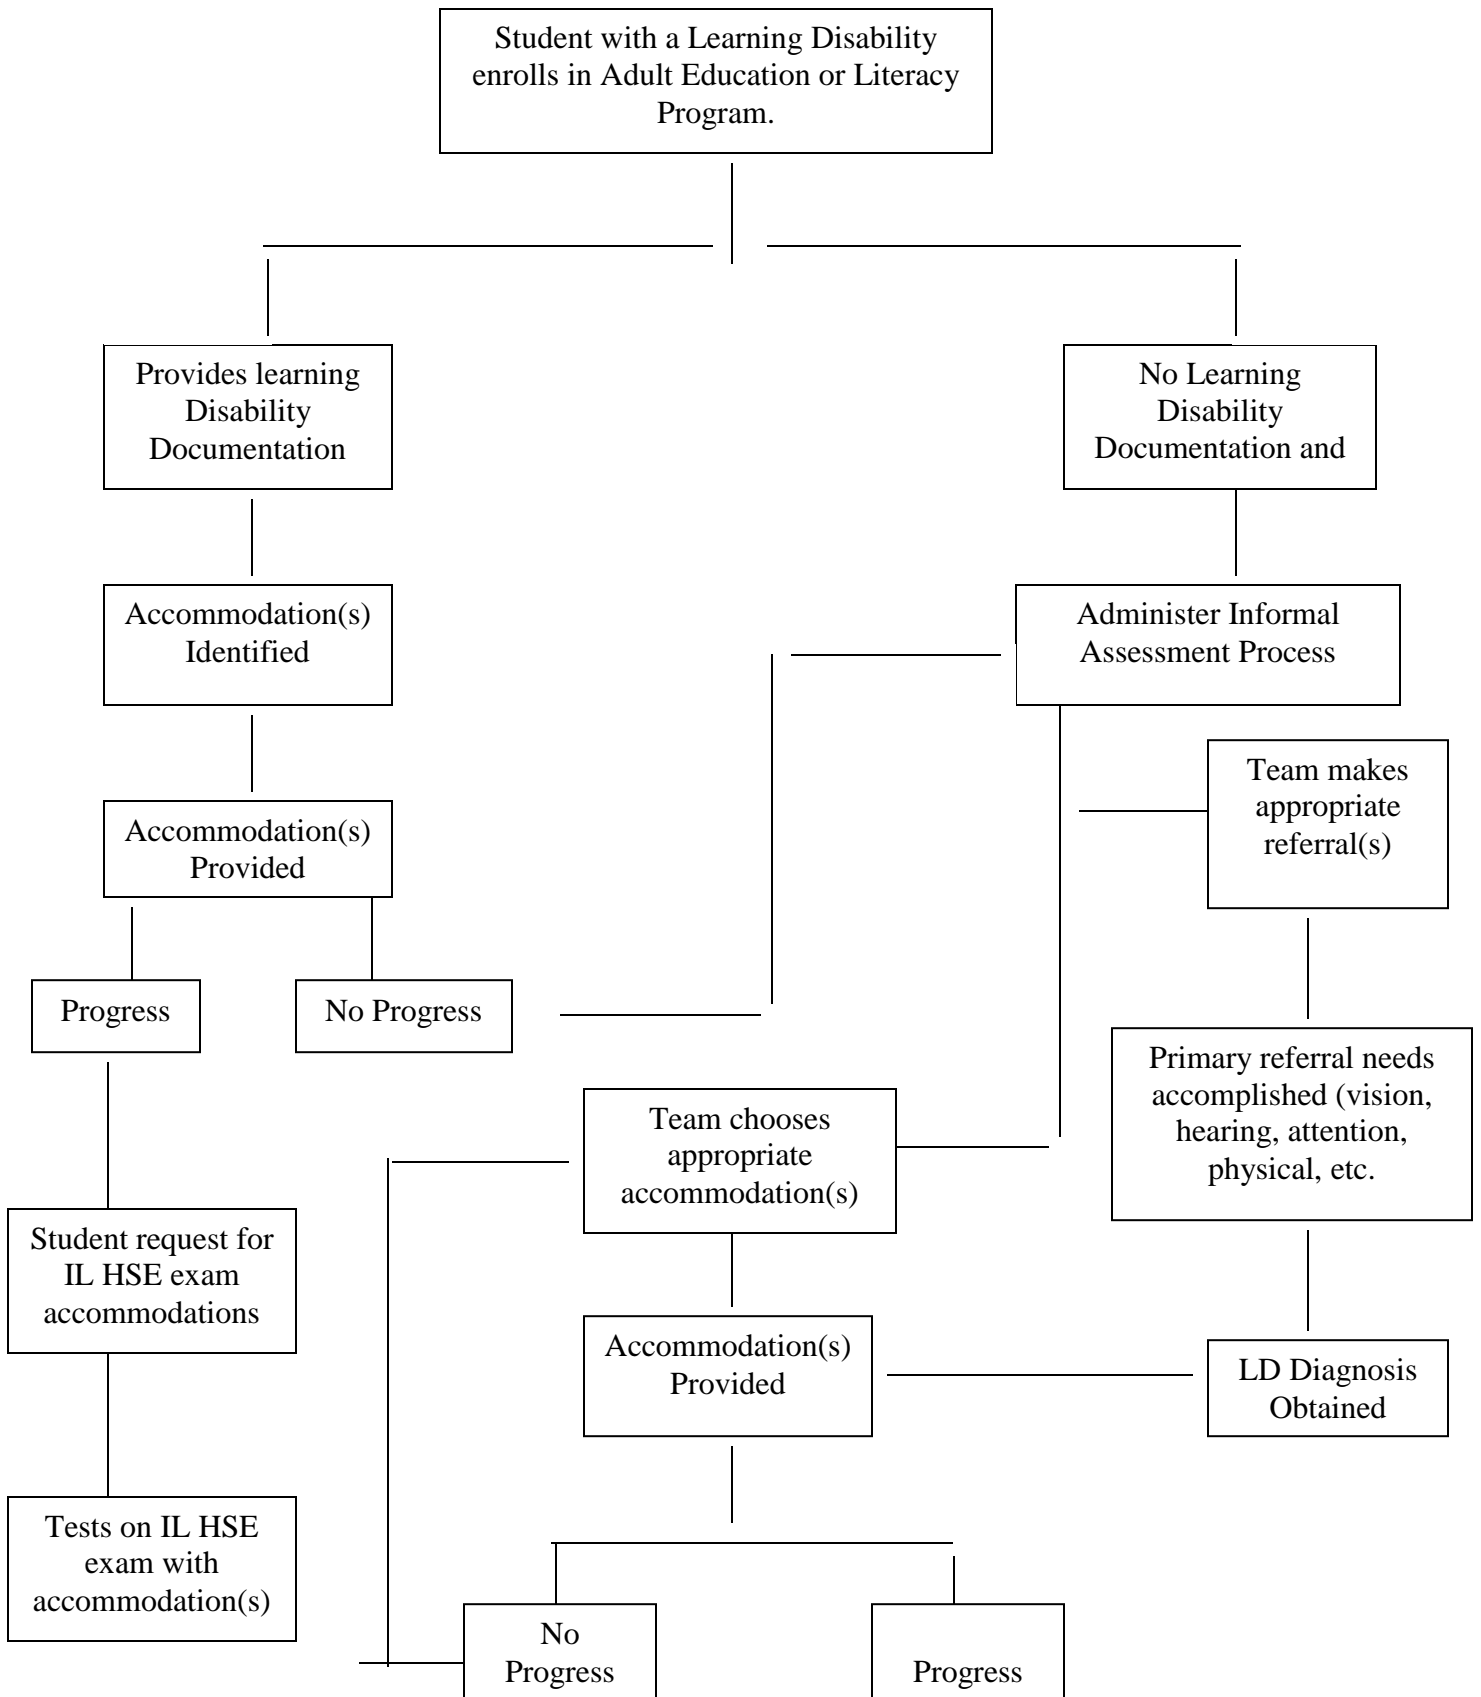 Student with a Learning Disability
enrolls in Adult Education or Literacy
Program.
Provides learning
Disability
Documentation
No Learning
Disability
Documentation and
Accommodation(s)
Identified
Administer Informal
Assessment Process
Team makes
appropriate
referral(s)
Accommodation(s)
Provided
Progress
No Progress
Primary referral needs
accomplished (vision,
hearing, attention,
physical, etc.
Team chooses
appropriate
accommodation(s)
Student request for
IL HSE exam
accommodations
Accommodation(s)
Provided
LD Diagnosis
Obtained
Tests on IL HSE
exam with
accommodation(s)
No
Progress
Progress